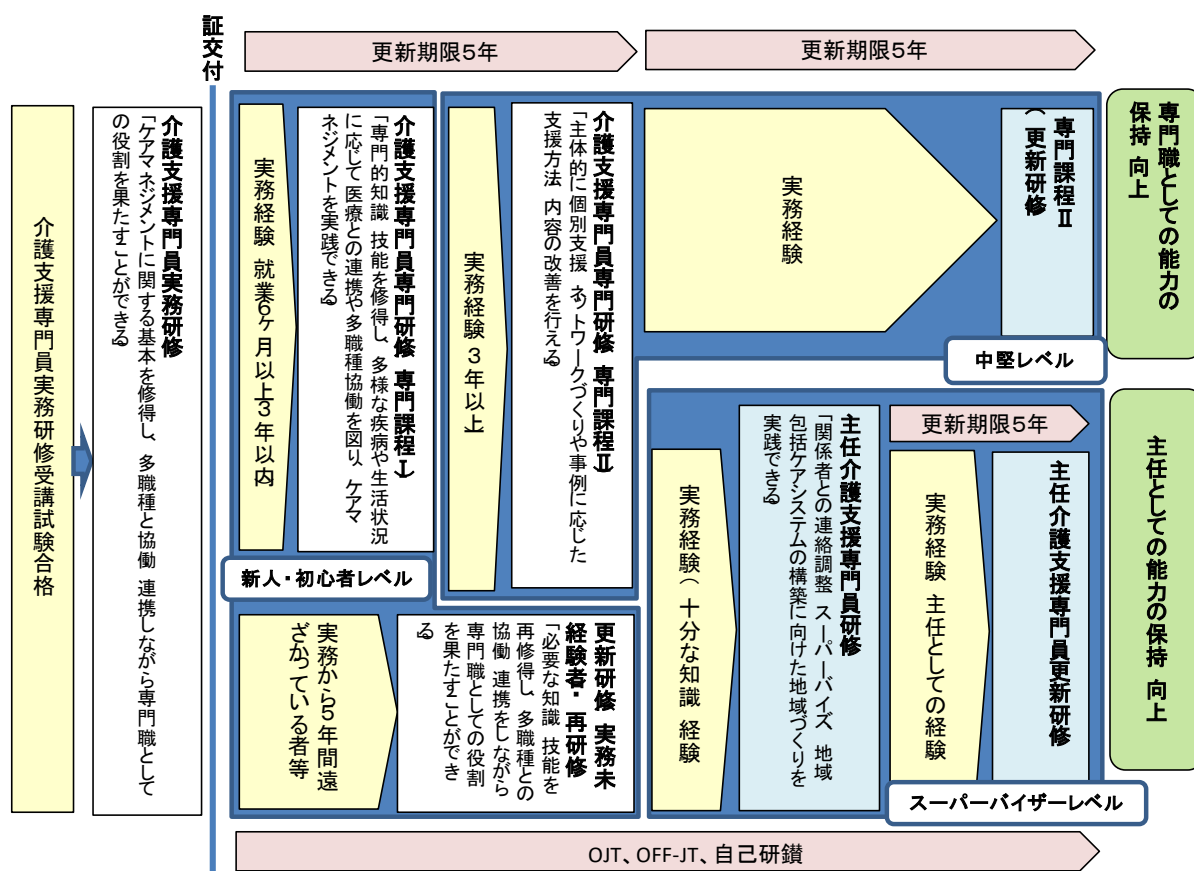 証交付
更新期限5年
更新期限5年
介護支援専門員実務研修受講試験合格
介護支援専門員実務研修
「ケアマネジメントに関する基本を修得し、多職種と協働 連携しながら専門職として
の役割を果たすことができる」
実務経験 就業6ヶ月以上3年以内
介護支援専門員専門研修 専門課程Ⅰ)
「専門的知識 技能を修得し、多様な疾病や生活状況
に応じて医療との連携や多職種協働を図り、ケアマ
ネジメントを実践できる」
新人・初心者レベル
実務経験 3年以上)
介護支援専門員専門研修 専門課程Ⅱ)
「主体的に個別支援 ネットワークづくりや事例に応じた
支援方法 内容の改善を行える」
実務経験
専門課程Ⅱ
(更新研修
中堅レベル
専門職としての能力の
保持 向上
実務から5年間遠
ざかっている者等
更新研修 実務未
経験者・再研修
「必要な知識 技能を
再修得し、多職種との
協働 連携をしながら
専門職としての役割
を果たすことができ
る」
実務経験( 十分な知識 経験
主任介護支援専門員研修
「関係者との連絡調整 スーパーバイズ 地域
包括ケアシステムの構築に向けた地域づくりを
実践できる」
更新期限5年
実務経験 主任としての経験
主任介護支援専門員更新研修
スーパーバイザーレベル
主任としての能力の保持 向上
OJT、OFF-JT、自己研鑚